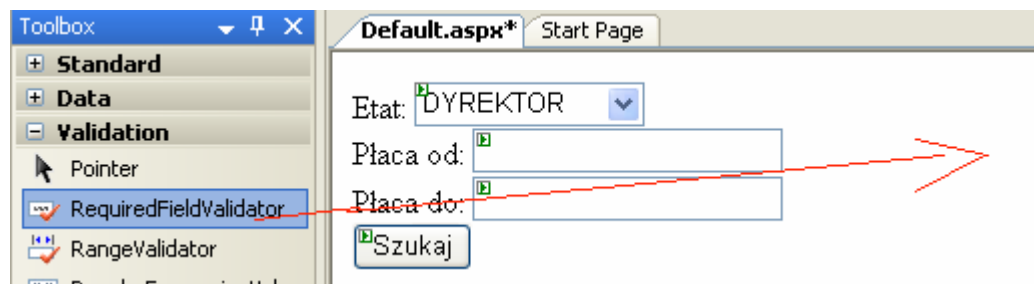 Toolbox
Standard
Data
Validation
Pointer
RequiredFieldValidator
RangeValidator
Default.aspx* Start Page
Etat: DYREKTOR
Płaca od:
Płaca do:
Szukaj